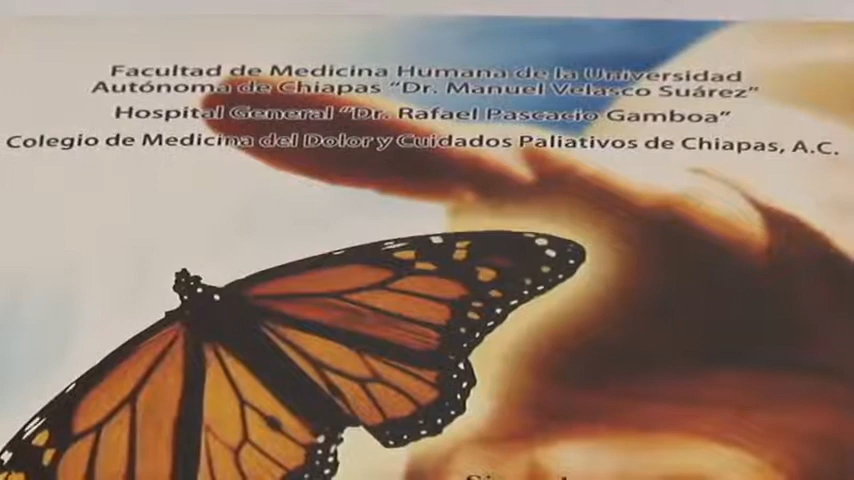 Facultad de Medicina Humana de la Universidad
Autónoma de Chiapas “Dr. Manuel Velasco Suárez”
Hospital General “Dr. Rafael Pascacio Gamboa”
Colegio de Medicina del Dolor y Cuidados Paliativos de Chiapas, A.C.